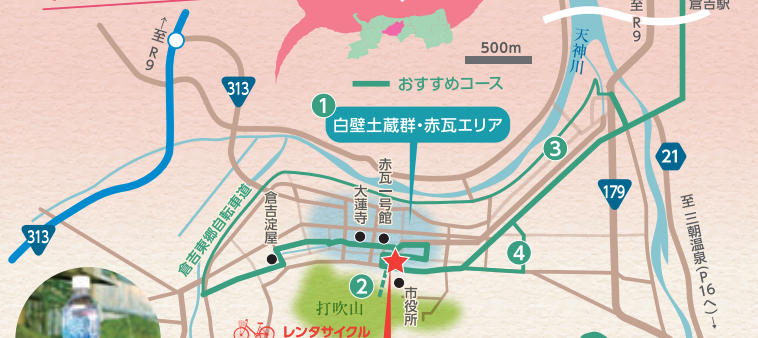 倉吉駅
至 R9
至 R9
天神川
500m
313
おすすめコース
1
白壁土蔵群・赤瓦エリア
3
21
179
赤瓦一号館
大蓮寺
倉吉淀屋
倉吉東郷自転車道
至 三朝温泉(P16へ)
313
4
2
打吹山
市役所
レンタサイクル